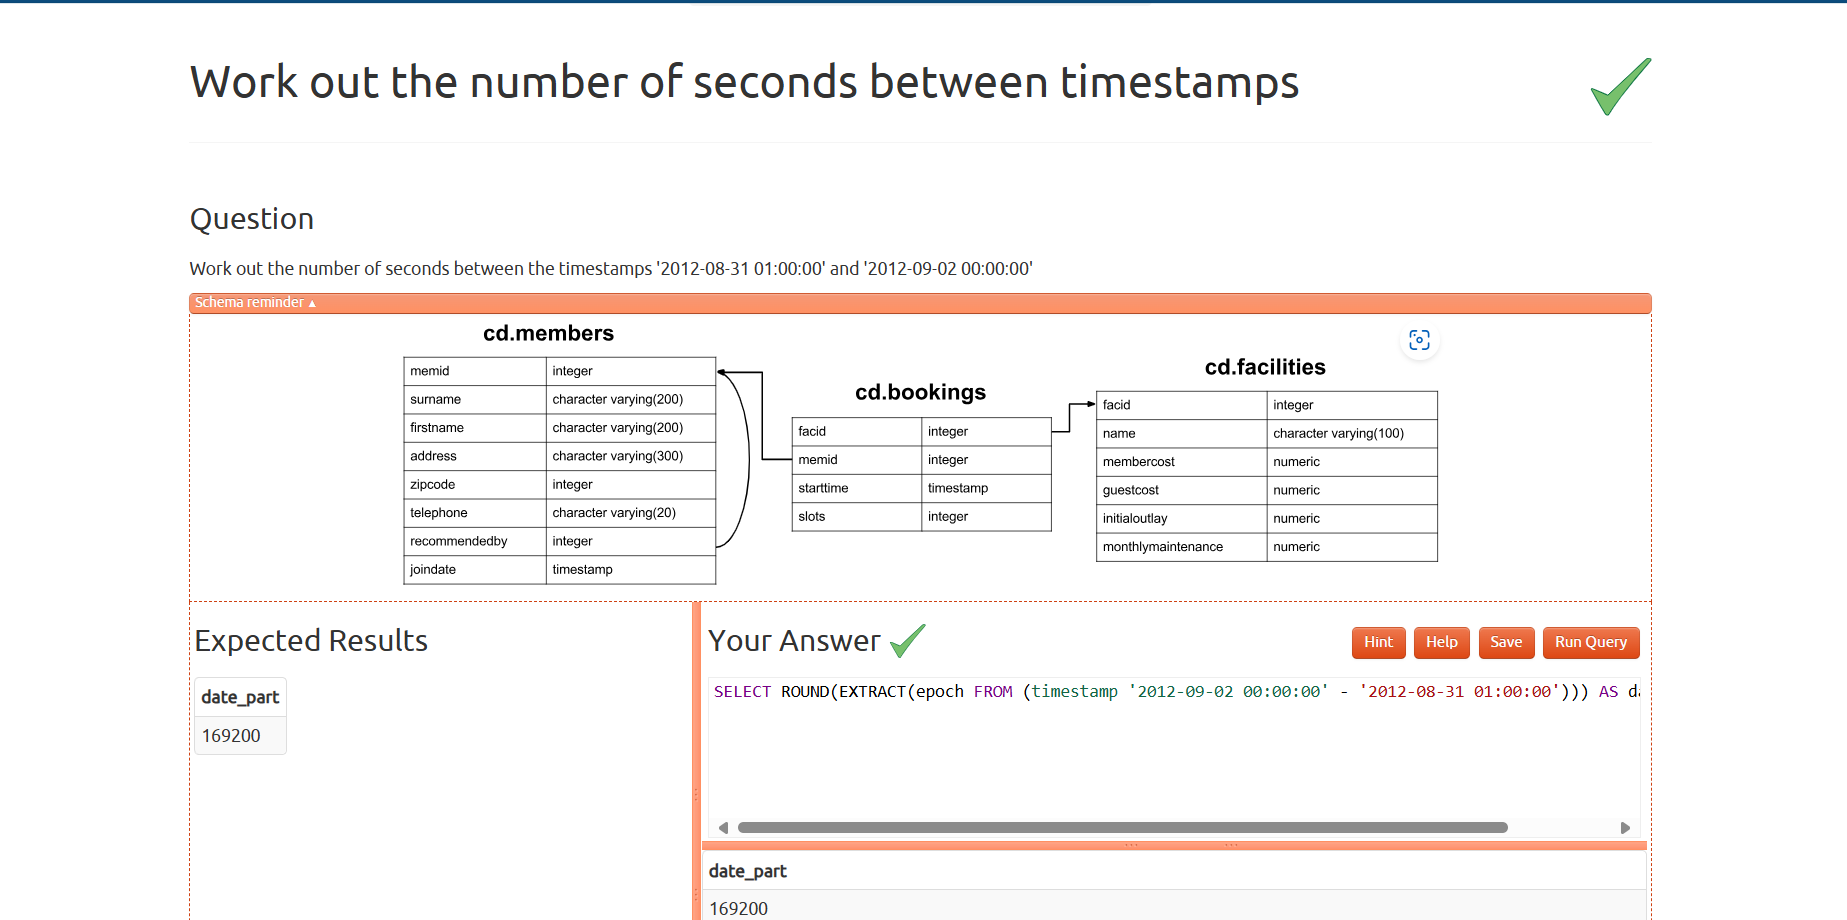 Work out the number of seconds between timestamps
Question
Work out the number of seconds between the timestamps '2012-08-31 01:00:00' and '2012-09-02 00:00:00'
Schema reminder ▲
cd.members
memid integer
surname character varying(200)
firstname character varying(200)
address character varying(300)
zipcode integer
telephone character varying(20)
recommendedby integer
joindate timestamp
cd.bookings
facid integer
memid integer
starttime timestamp
slots integer
cd.facilities
facid integer
name character varying(100)
membercost numeric
guestcost numeric
initialoutlay numeric
monthlymaintenance numeric
Expected Results
date_part
169200
Your Answer
Hint Help Save Run Query
SELECT ROUND(EXTRACT(epoch FROM (timestamp '2012-09-02 00:00:00' - '2012-08-31 01:00:00'))) AS
date_part
169200